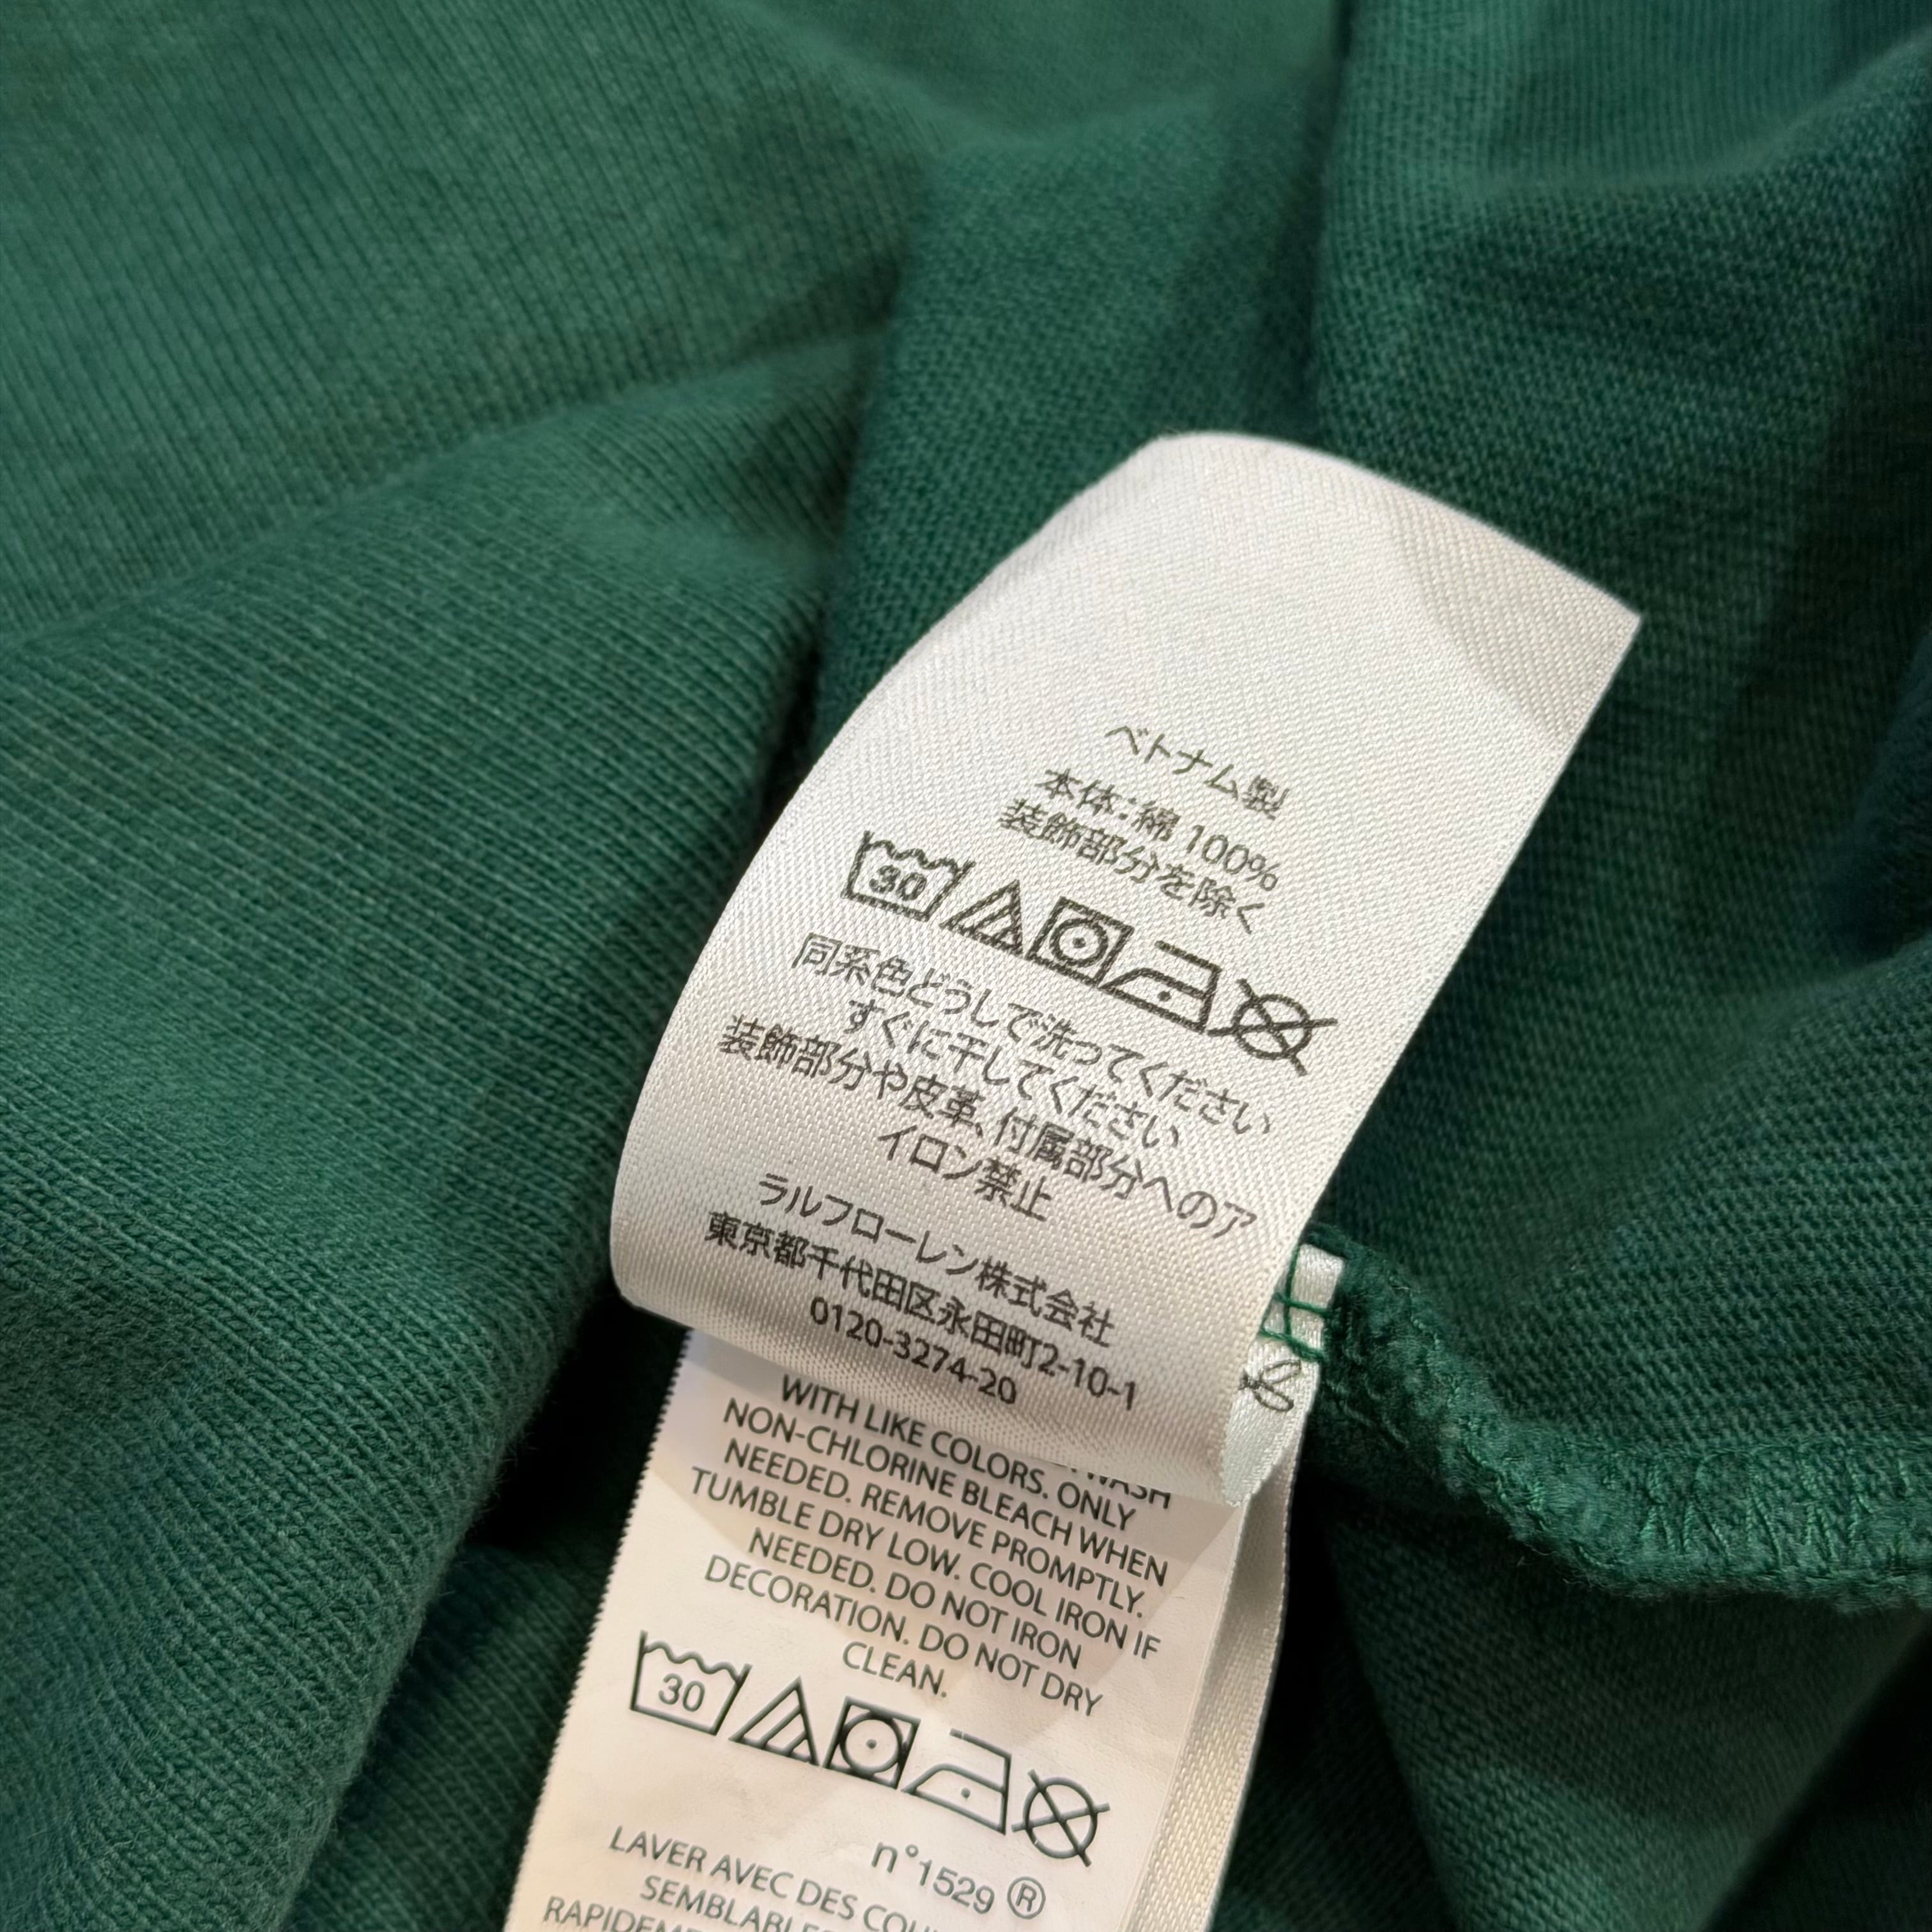 ベトナム製
本体:綿 100%
装飾部分を除く
30
同系色どうしで洗ってください
すぐに干してください
装飾部分や皮革、付属部分へのア
イロン禁止
ラルフローレン株式会社
東京都千代田区永田町2-10-1
0120-3274-20
WASH
WITH LIKE COLORS. ONLY
NON-CHLORINE BLEACH WHEN
NEEDED. REMOVE PROMPTLY.
TUMBLE DRY LOW. COOL IRON IF
NEEDED. DO NOT IRON
DECORATION. DO NOT DRY
CLEAN.
30
n°1529 ®
LAVER AVEC DES